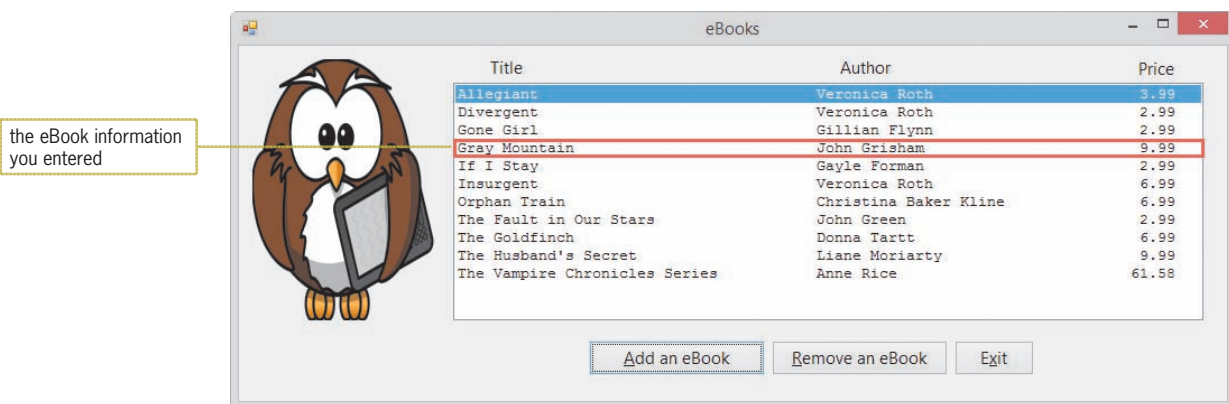 eBooks
Title Author Price
Allegiant Veronica Roth 3.99
Divergent Veronica Roth 2.99
Gone Girl Gillian Flynn 2.99
the eBook information
you entered
Gray Mountain John Grisham 9.99
If I Stay Gayle Forman 2.99
Insurgent Veronica Roth 6.99
Orphan Train Christina Baker Kline 6.99
The Fault in Our Stars John Green 2.99
The Goldfinch Donna Tartt 6.99
The Husband's Secret Liane Moriarty 9.99
The Vampire Chronicles Series Anne Rice 61.58
Add an eBook Remove an eBook Exit